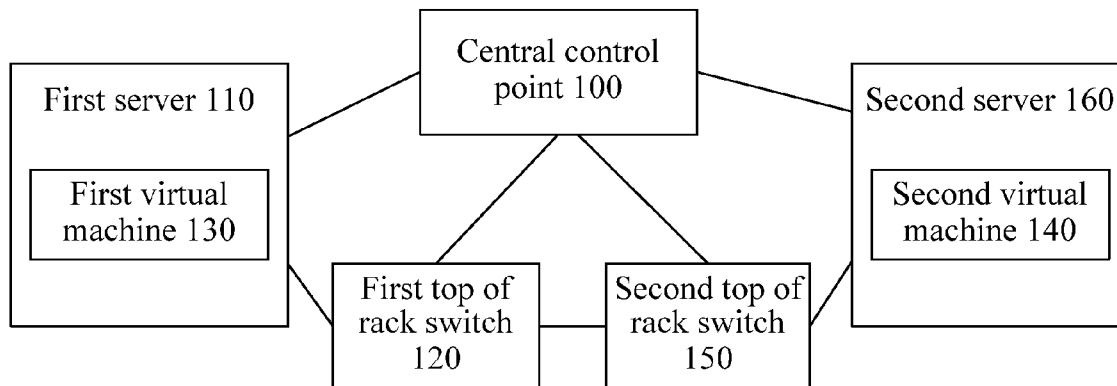 Central control
point 100
First server 110
Second server 160
First virtual
machine 130
Second virtual
machine 140
First top of
rack switch
120
Second top of
rack switch
150